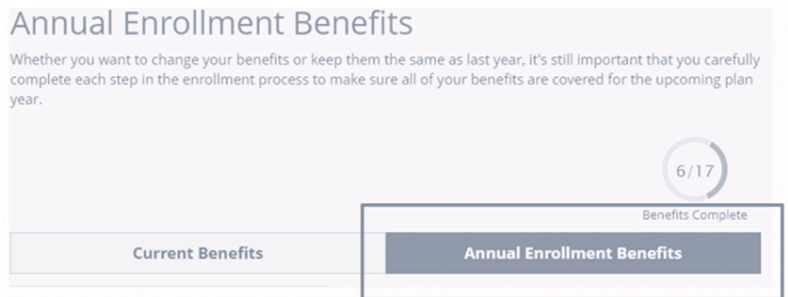 Annual Enrollment Benefits
Whether you want to change your benefits or keep them the same as last year, it's still important that you carefully
complete each step in the enrollment process to make sure all of your benefits are covered for the upcoming plan
year.
6/17
Benefits Complete
Current Benefits
Annual Enrollment Benefits